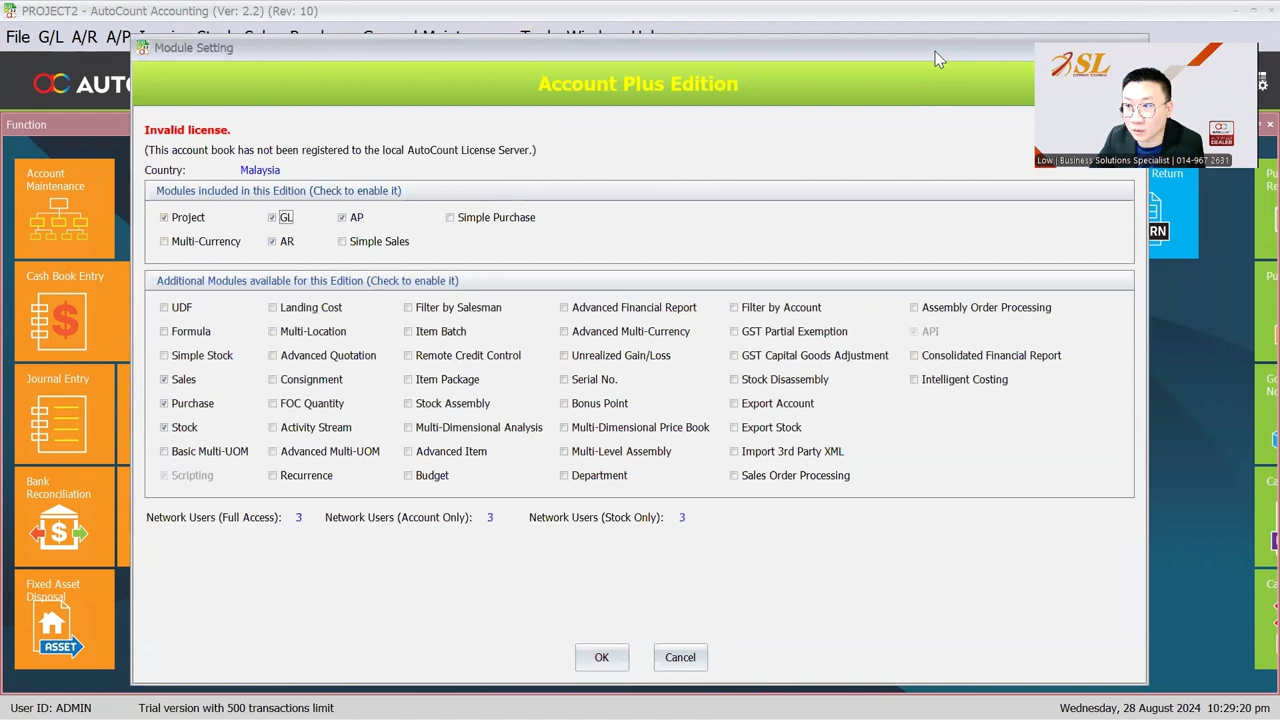 PROJECT2 - AutoCount Accounting (Ver: 2.2) (Rev: 10)
File G/L A/R A/P
Module Setting
AUTO
Account Plus Edition
SL
Function
Invalid license.
(This account book has not been registered to the local AutoCount License Server.)
Low | Business Solutions Specialist | 014-967 2631
Country: Malaysia
Return
Account
Maintenance
Modules included in this Edition (Check to enable it)
Project GL AP Simple Purchase
RN
Multi-Currency AR Simple Sales
Cash Book Entry
Additional Modules available for this Edition (Check to enable it)
UDF Landing Cost Filter by Salesman Advanced Financial Report Filter by Account Assembly Order Processing
Formula Multi-Location Item Batch Advanced Multi-Currency GST Partial Exemption API
Simple Stock Advanced Quotation Remote Credit Control Unrealized Gain/Loss GST Capital Goods Adjustment Consolidated Financial Report
Journal Entry
Sales Consignment Item Package Serial No. Stock Disassembly Intelligent Costing
Purchase FOC Quantity Stock Assembly Bonus Point Export Account
Stock Activity Stream Multi-Dimensional Analysis Multi-Dimensional Price Book Export Stock
Basic Multi-UOM Advanced Multi-UOM Advanced Item Multi-Level Assembly Import 3rd Party XML
Scripting Recurrence Budget Department Sales Order Processing
Bank
Reconciliation
Network Users (Full Access): 3 Network Users (Account Only): 3 Network Users (Stock Only): 3
Fixed Asset
Disposal
ASSET
OK Cancel
User ID: ADMIN Trial version with 500 transactions limit Wednesday, 28 August 2024 10:29:20 pm